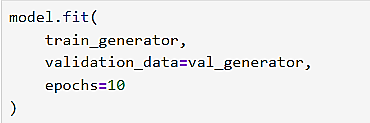 model.fit(
    train_generator,
    validation_data=val_generator,
    epochs=10
)